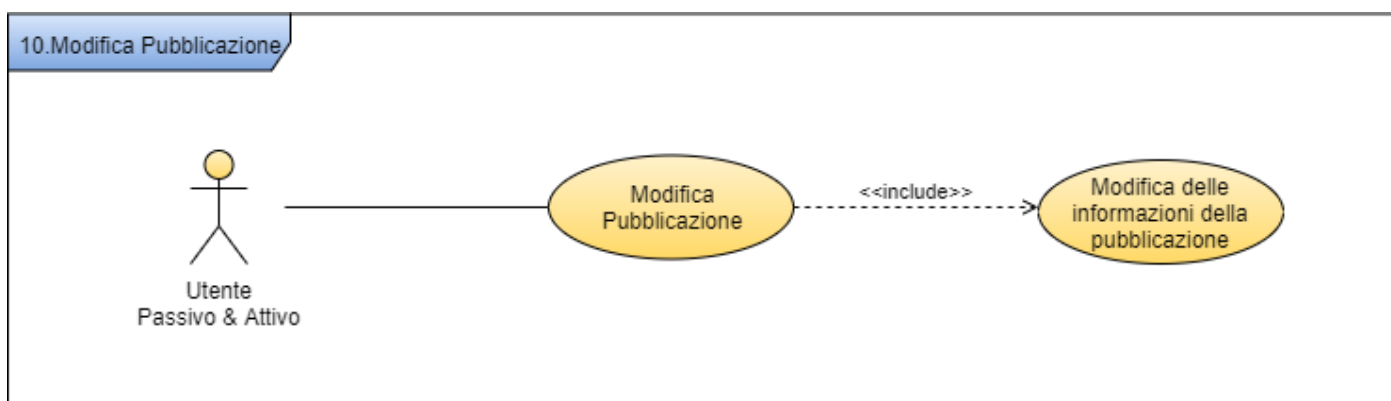 10.Modifica Pubblicazione
Modifica
Pubblicazione
<<include>>
Modifica delle
informazioni della
pubblicazione
Utente
Passivo & Attivo